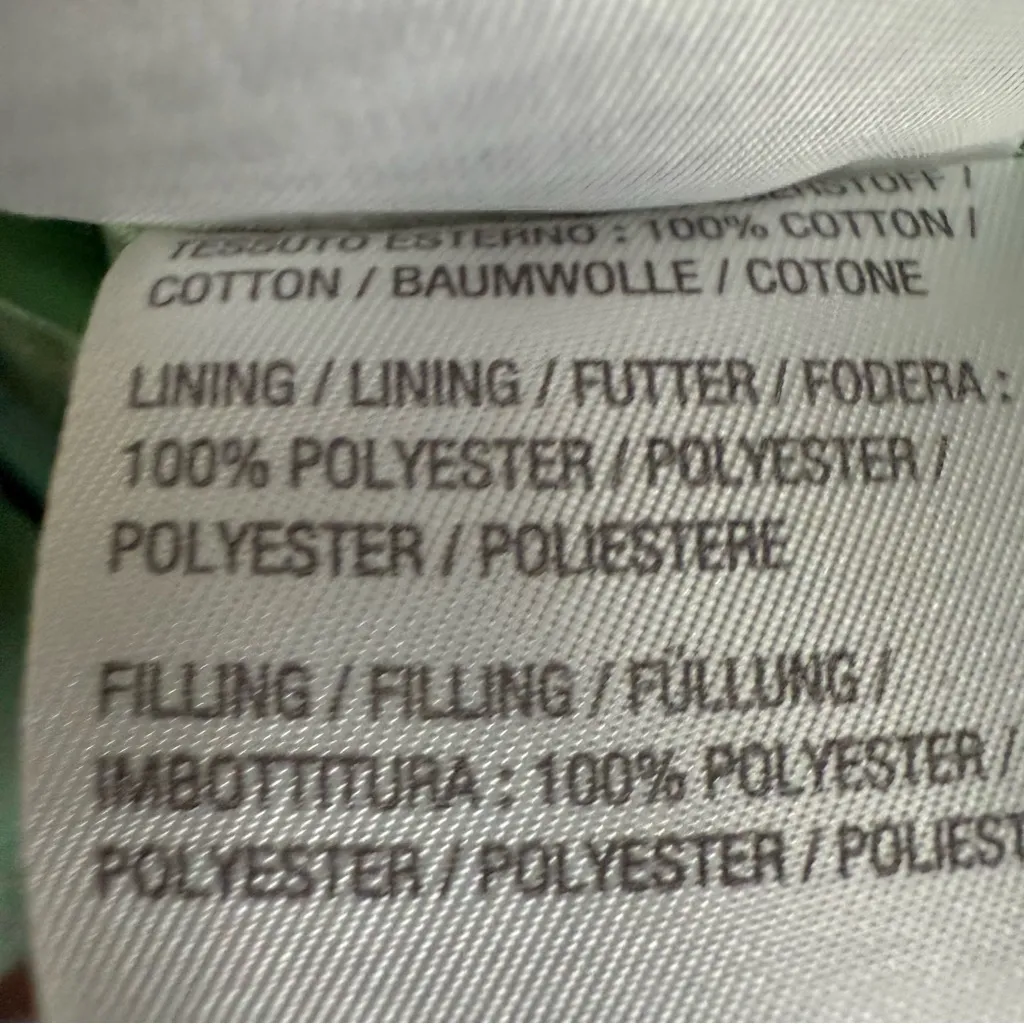 /
TESSUTO ESTERNO : 100% COTTON /
COTTON / BAUMWOLLE / COTONE
LINING / LINING / FUTTER / FODERA :
100% POLYESTER / POLYESTER /
POLYESTER / POLIESTERE
FILLING / FILLING / FÜLLUNG /
IMBOTTITURA : 100% POLYESTER /
POLYESTER / POLYESTER / POLIEST